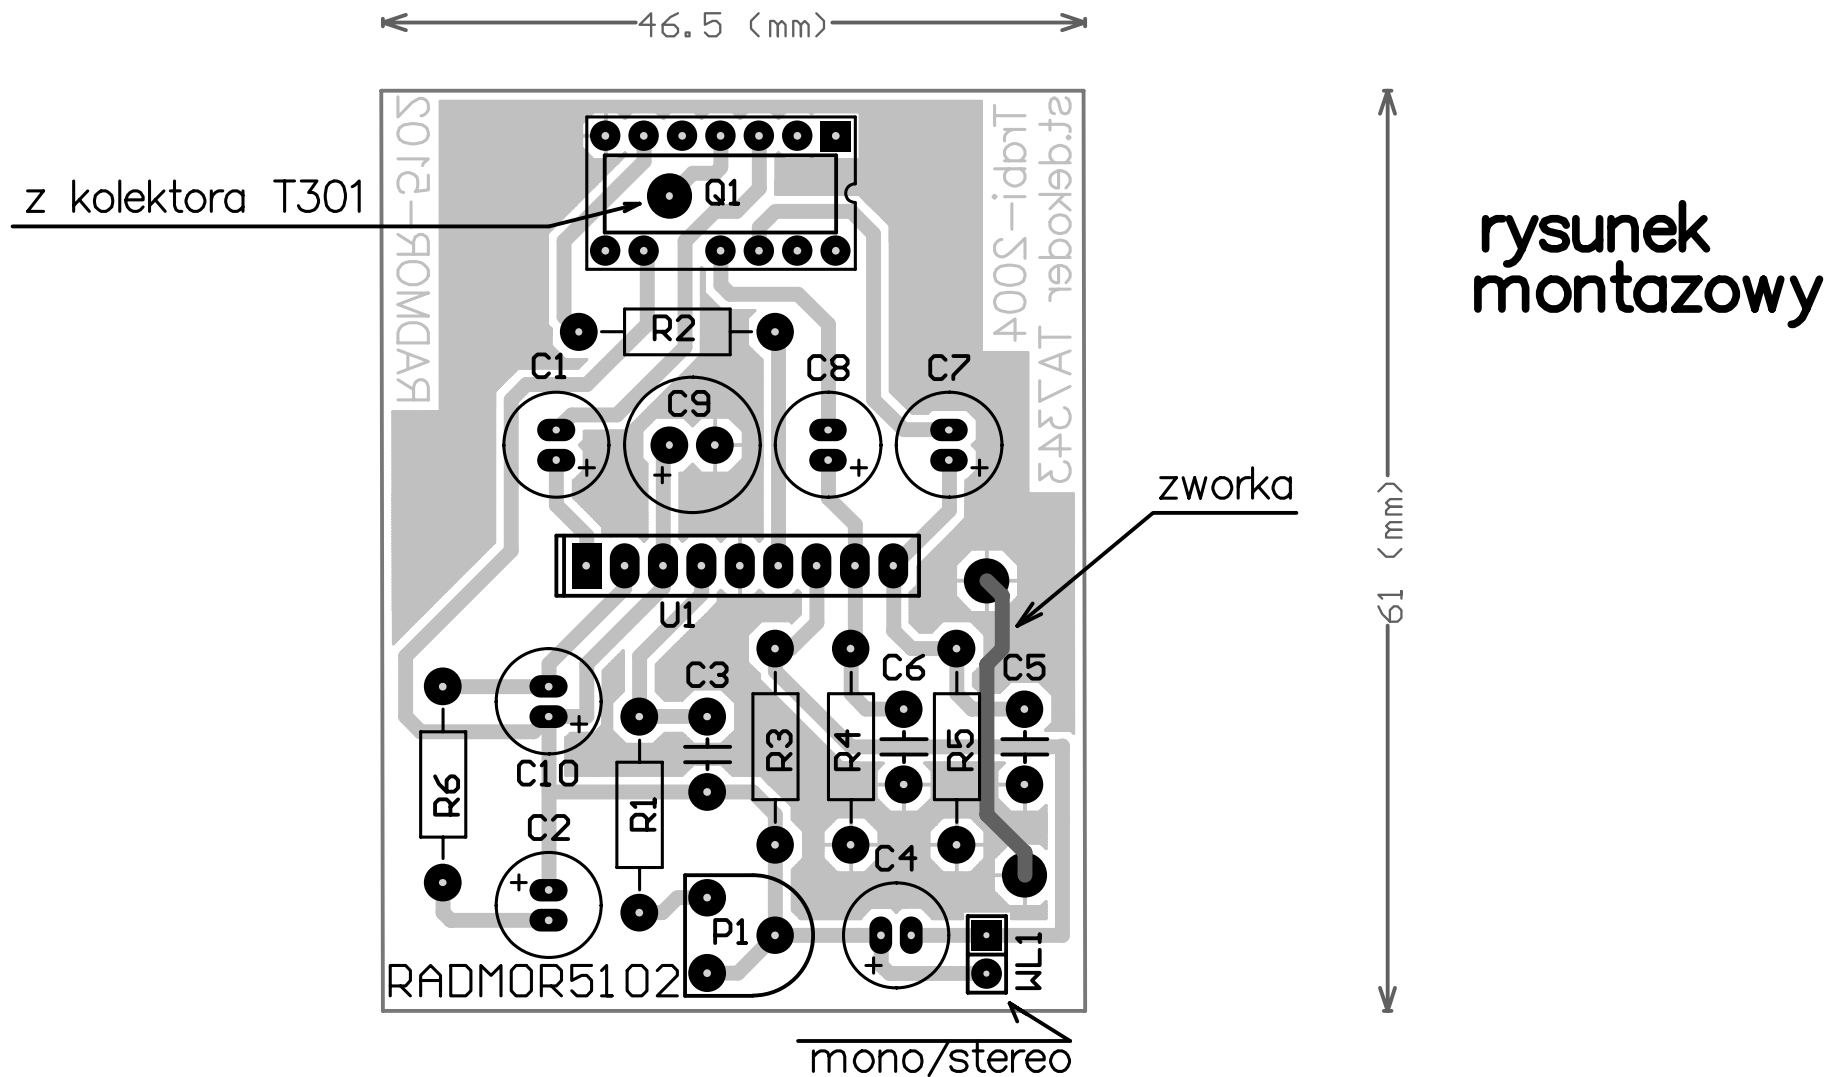 46.5 (mm)
RADMOR-5102
st.dekoder TA7343
Trabi-2004
z kolektora T301
Q1
rysunek
montazowy
R2
C1
C9
C8
C7
+
+
+
+
zworka
61 (mm)
U1
C3
C6
C5
+
C10
R6
R1
R3
R4
R5
C2
+
C4
P1
+
WL1
RADMOR5102
mono/stereo